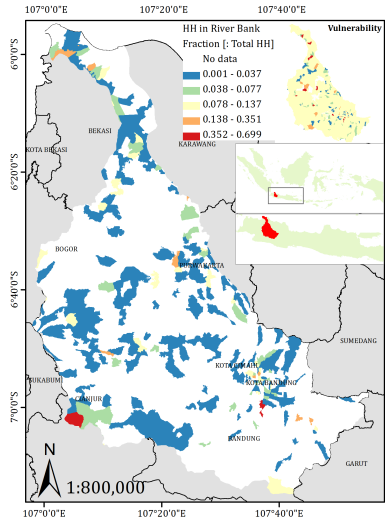 107°0'0"E 107°20'0"E 107°40'0"E
HH in River Bank
Vulnerability
Fraction [: Total HH]
No data
0.001 - 0.037
0.038 - 0.077
0.078 - 0.137
0.138 - 0.351
0.352 - 0.699
6°0'0"S
6°20'0"S
6°40'0"S
7°0'0"S
BEKASI
KOTA BEKASI
KARAWANG
BOGOR
PURWAKARTA
SUMEDANG
KOTA CIMAHI
SUKABUMI
KOTA BANDUNG
CIANJUR
BANDUNG
GARUT
N
1:800,000
107°0'0"E 107°20'0"E 107°40'0"E